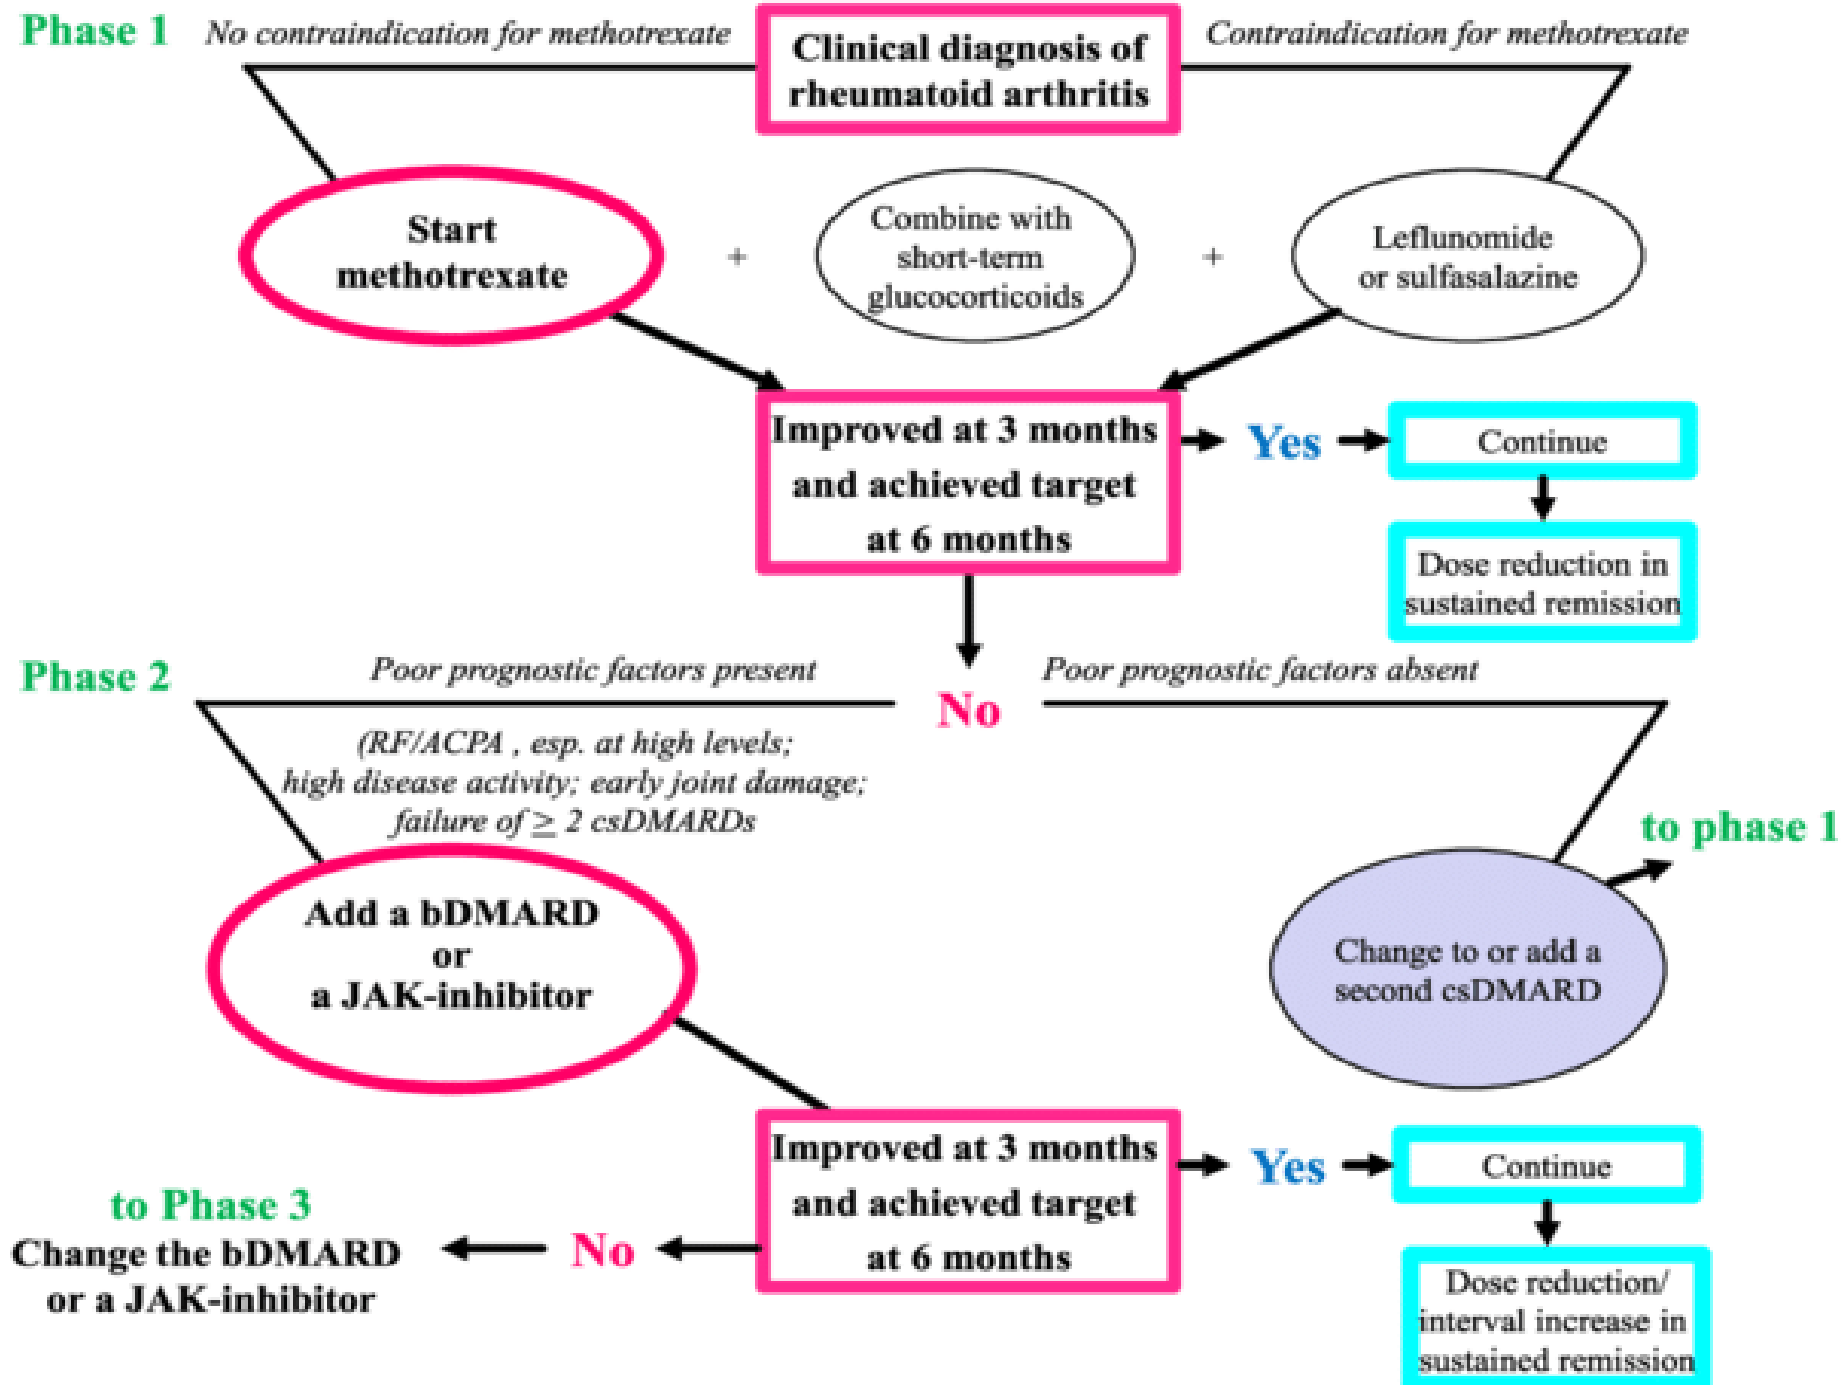 Phase 1
No contraindication for methotrexate
Clinical diagnosis of
rheumatoid arthritis
Contraindication for methotrexate
Start
methotrexate
+
Combine with
short-term
glucocorticoids
+
Leflunomide
or sulfasalazine
Improved at 3 months
and achieved target
at 6 months
Yes
Continue
Dose reduction in
sustained remission
Phase 2
Poor prognostic factors present
No
Poor prognostic factors absent
(RF/ACPA , esp. at high levels;
high disease activity; early joint damage;
failure of ≥ 2 csDMARDs
to phase 1
Add a bDMARD
or
a JAK-inhibitor
Change to or add a
second csDMARD
Improved at 3 months
and achieved target
at 6 months
Yes
Continue
Dose reduction/
interval increase in
sustained remission
No
to Phase 3
Change the bDMARD
or a JAK-inhibitor